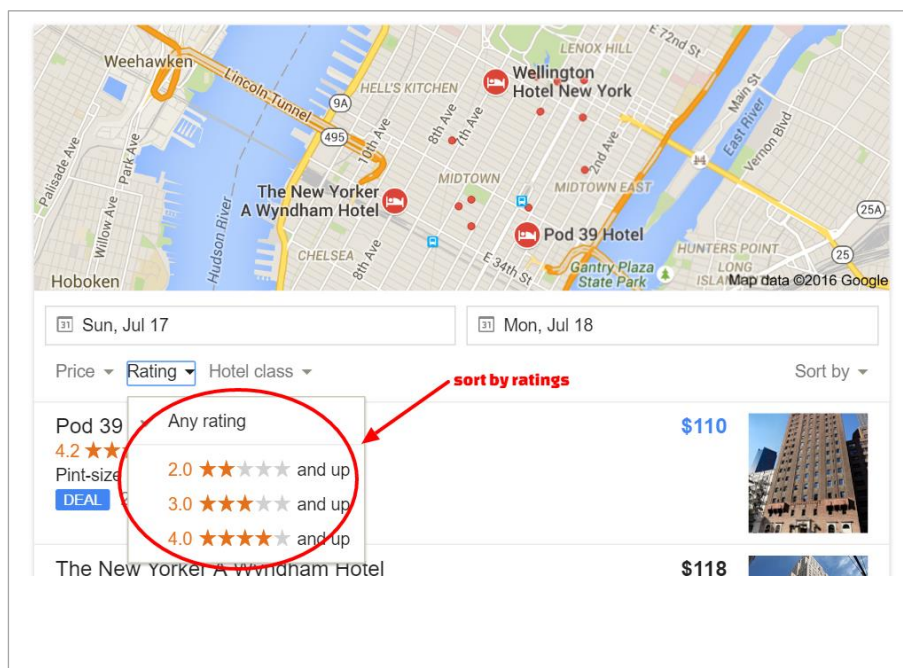 Weehawken
Lincoln Tunnel
LENOX HILL
E 72nd St
Wellington
Hotel New York
HELL'S KITCHEN
9A
495
Palisade Ave
Park Ave
Willow Ave
Hudson River
10th Ave
8th Ave
7th Ave
2nd Ave
Main St
East River
Vernon Blvd
MIDTOWN
MIDTOWN EAST
The New Yorker
A Wyndham Hotel
Pod 39 Hotel
25A
25
CHELSEA
8th Ave
E 34th St
Gantry Plaza
State Park
HUNTERS POINT
LONG
Hoboken
Map data ©2016 Google
31 Sun, Jul 17
31 Mon, Jul 18
Price Rating Hotel class
Sort by
sort by ratings
Pod 39
$110
4.2
Pint-size
DEAL
Any rating
2.0 ★★★★★ and up
3.0 ★★★★★ and up
4.0 ★★★★★ and up
The New Yorker A Wyndham Hotel
$118